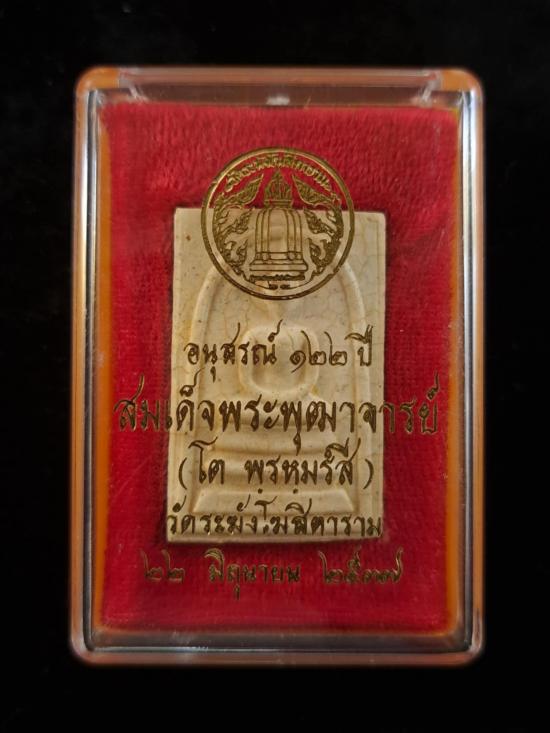 อนุสรณ์ ๑๒๒ ปี
สมเด็จพระพุฒาจารย์
(โต พฺรหฺมรํสี)
วัดระฆังโฆสิตาราม
๒๒ มิถุนายน ๒๕๓๗